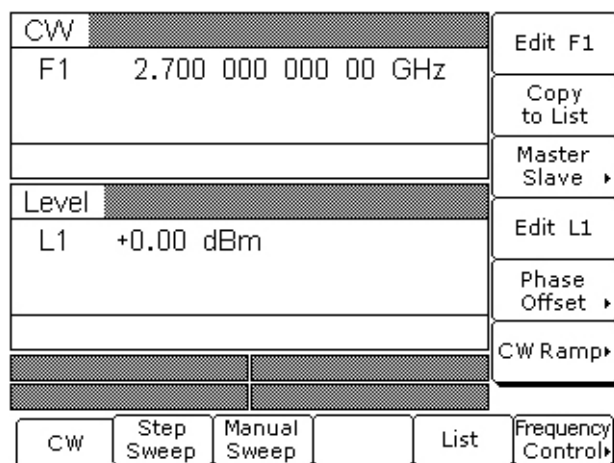 CW
F1 2.700 000 000 00 GHz
Level
L1 +0.00 dBm
Edit F1
Copy
to List
Master
Slave
Edit L1
Phase
Offset
CW Ramp
CW
Step
Sweep
Manual
Sweep
List
Frequency
Control